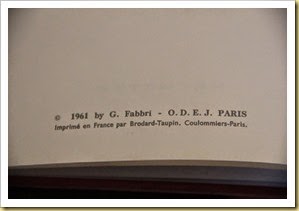 © 1961 by G. Fabbri - O. D. E. J. PARIS
Imprimé en France par Brodard-Taupin. Coulommiers-Paris.